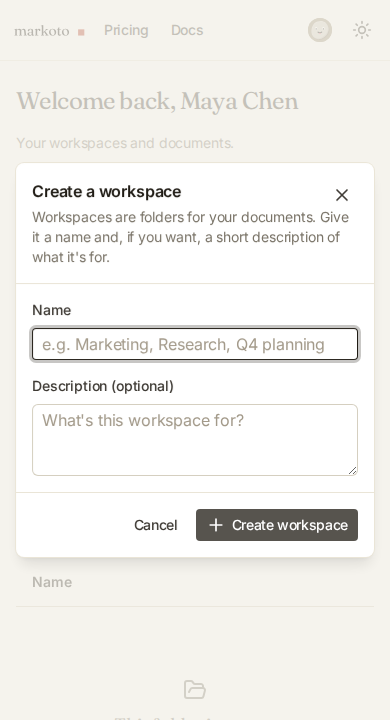 markoto
Pricing
Docs
Welcome back, Maya Chen
Your workspaces and documents.
Create a workspace
Workspaces are folders for your documents. Give
it a name and, if you want, a short description of
what it's for.
Name
e.g. Marketing, Research, Q4 planning
Description (optional)
What's this workspace for?
Cancel
Create workspace
Name